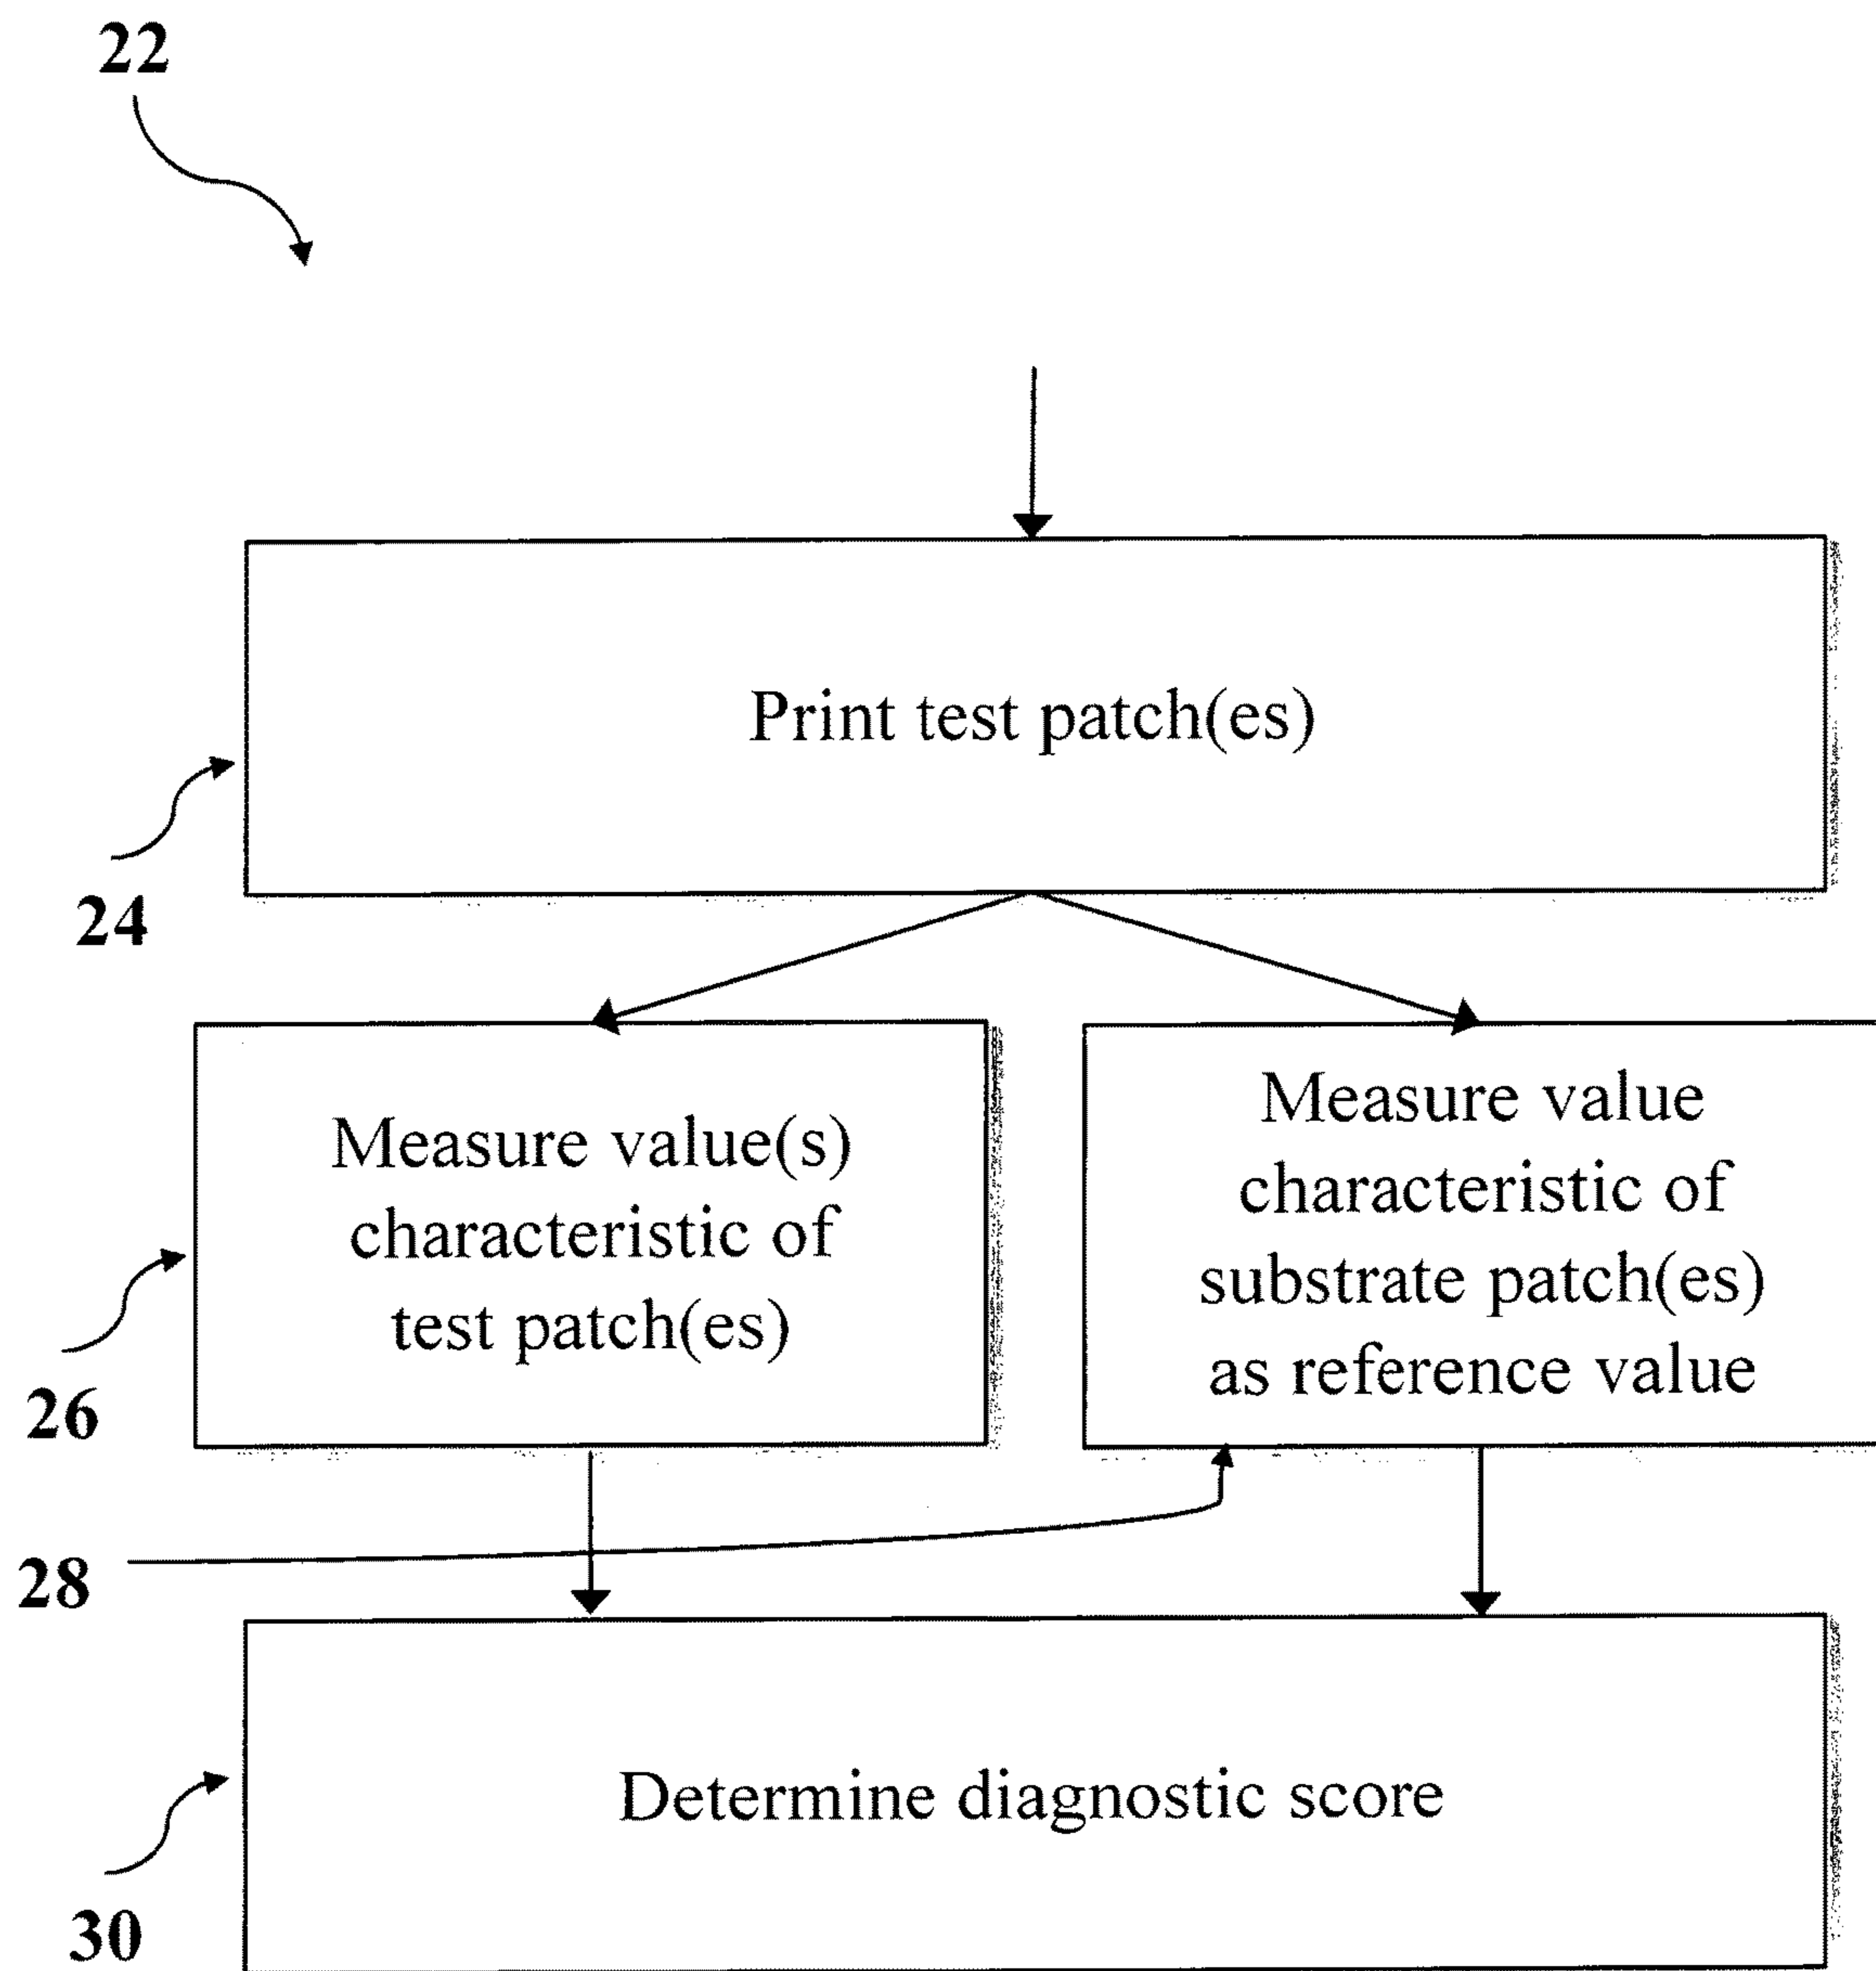 22
Print test patch(es)
24
Measure value(s)
characteristic of
test patch(es)
Measure value
characteristic of
substrate patch(es)
as reference value
26
28
Determine diagnostic score
30